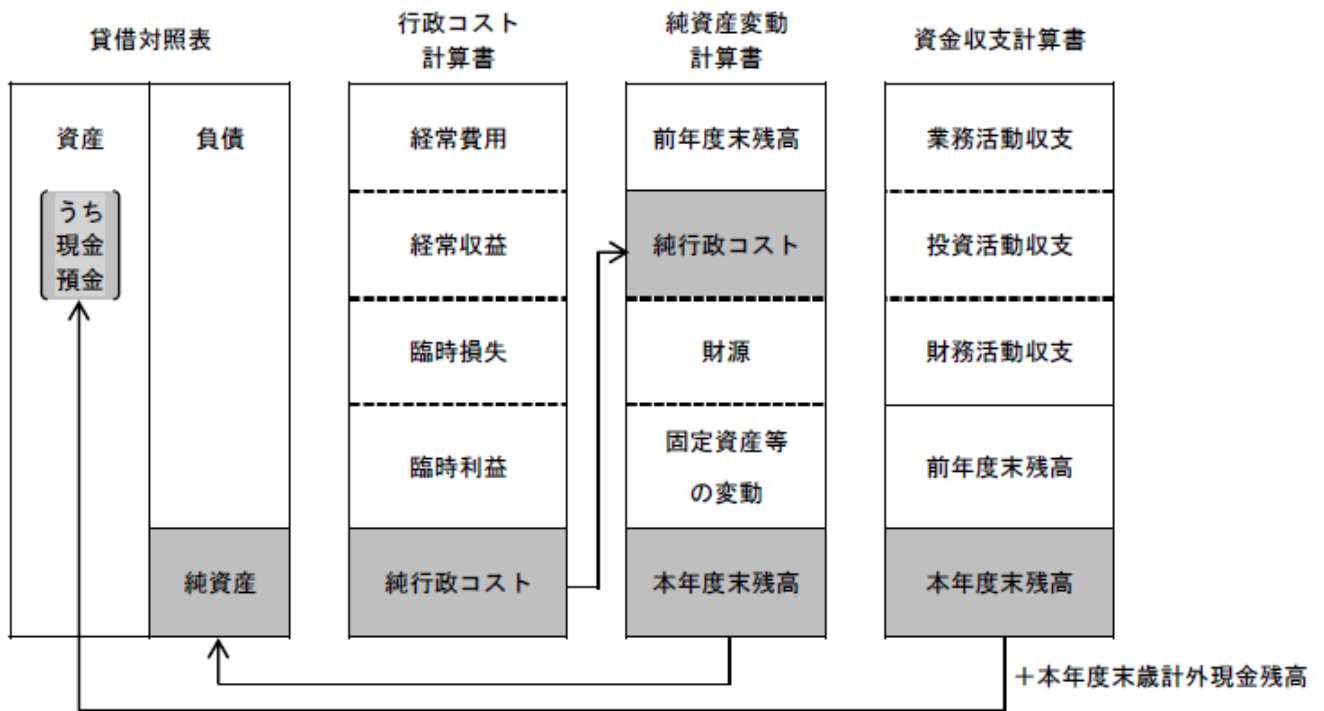 貸借対照表
行政コスト
計算書
純資産変動
計算書
資金収支計算書
資産
うち
現金
預金
負債
純資産
経常費用
経常収益
臨時損失
臨時利益
純行政コスト
前年度末残高
純行政コスト
財源
固定資産等
の変動
本年度末残高
業務活動収支
投資活動収支
財務活動収支
前年度末残高
本年度末残高
＋本年度末歳計外現金残高